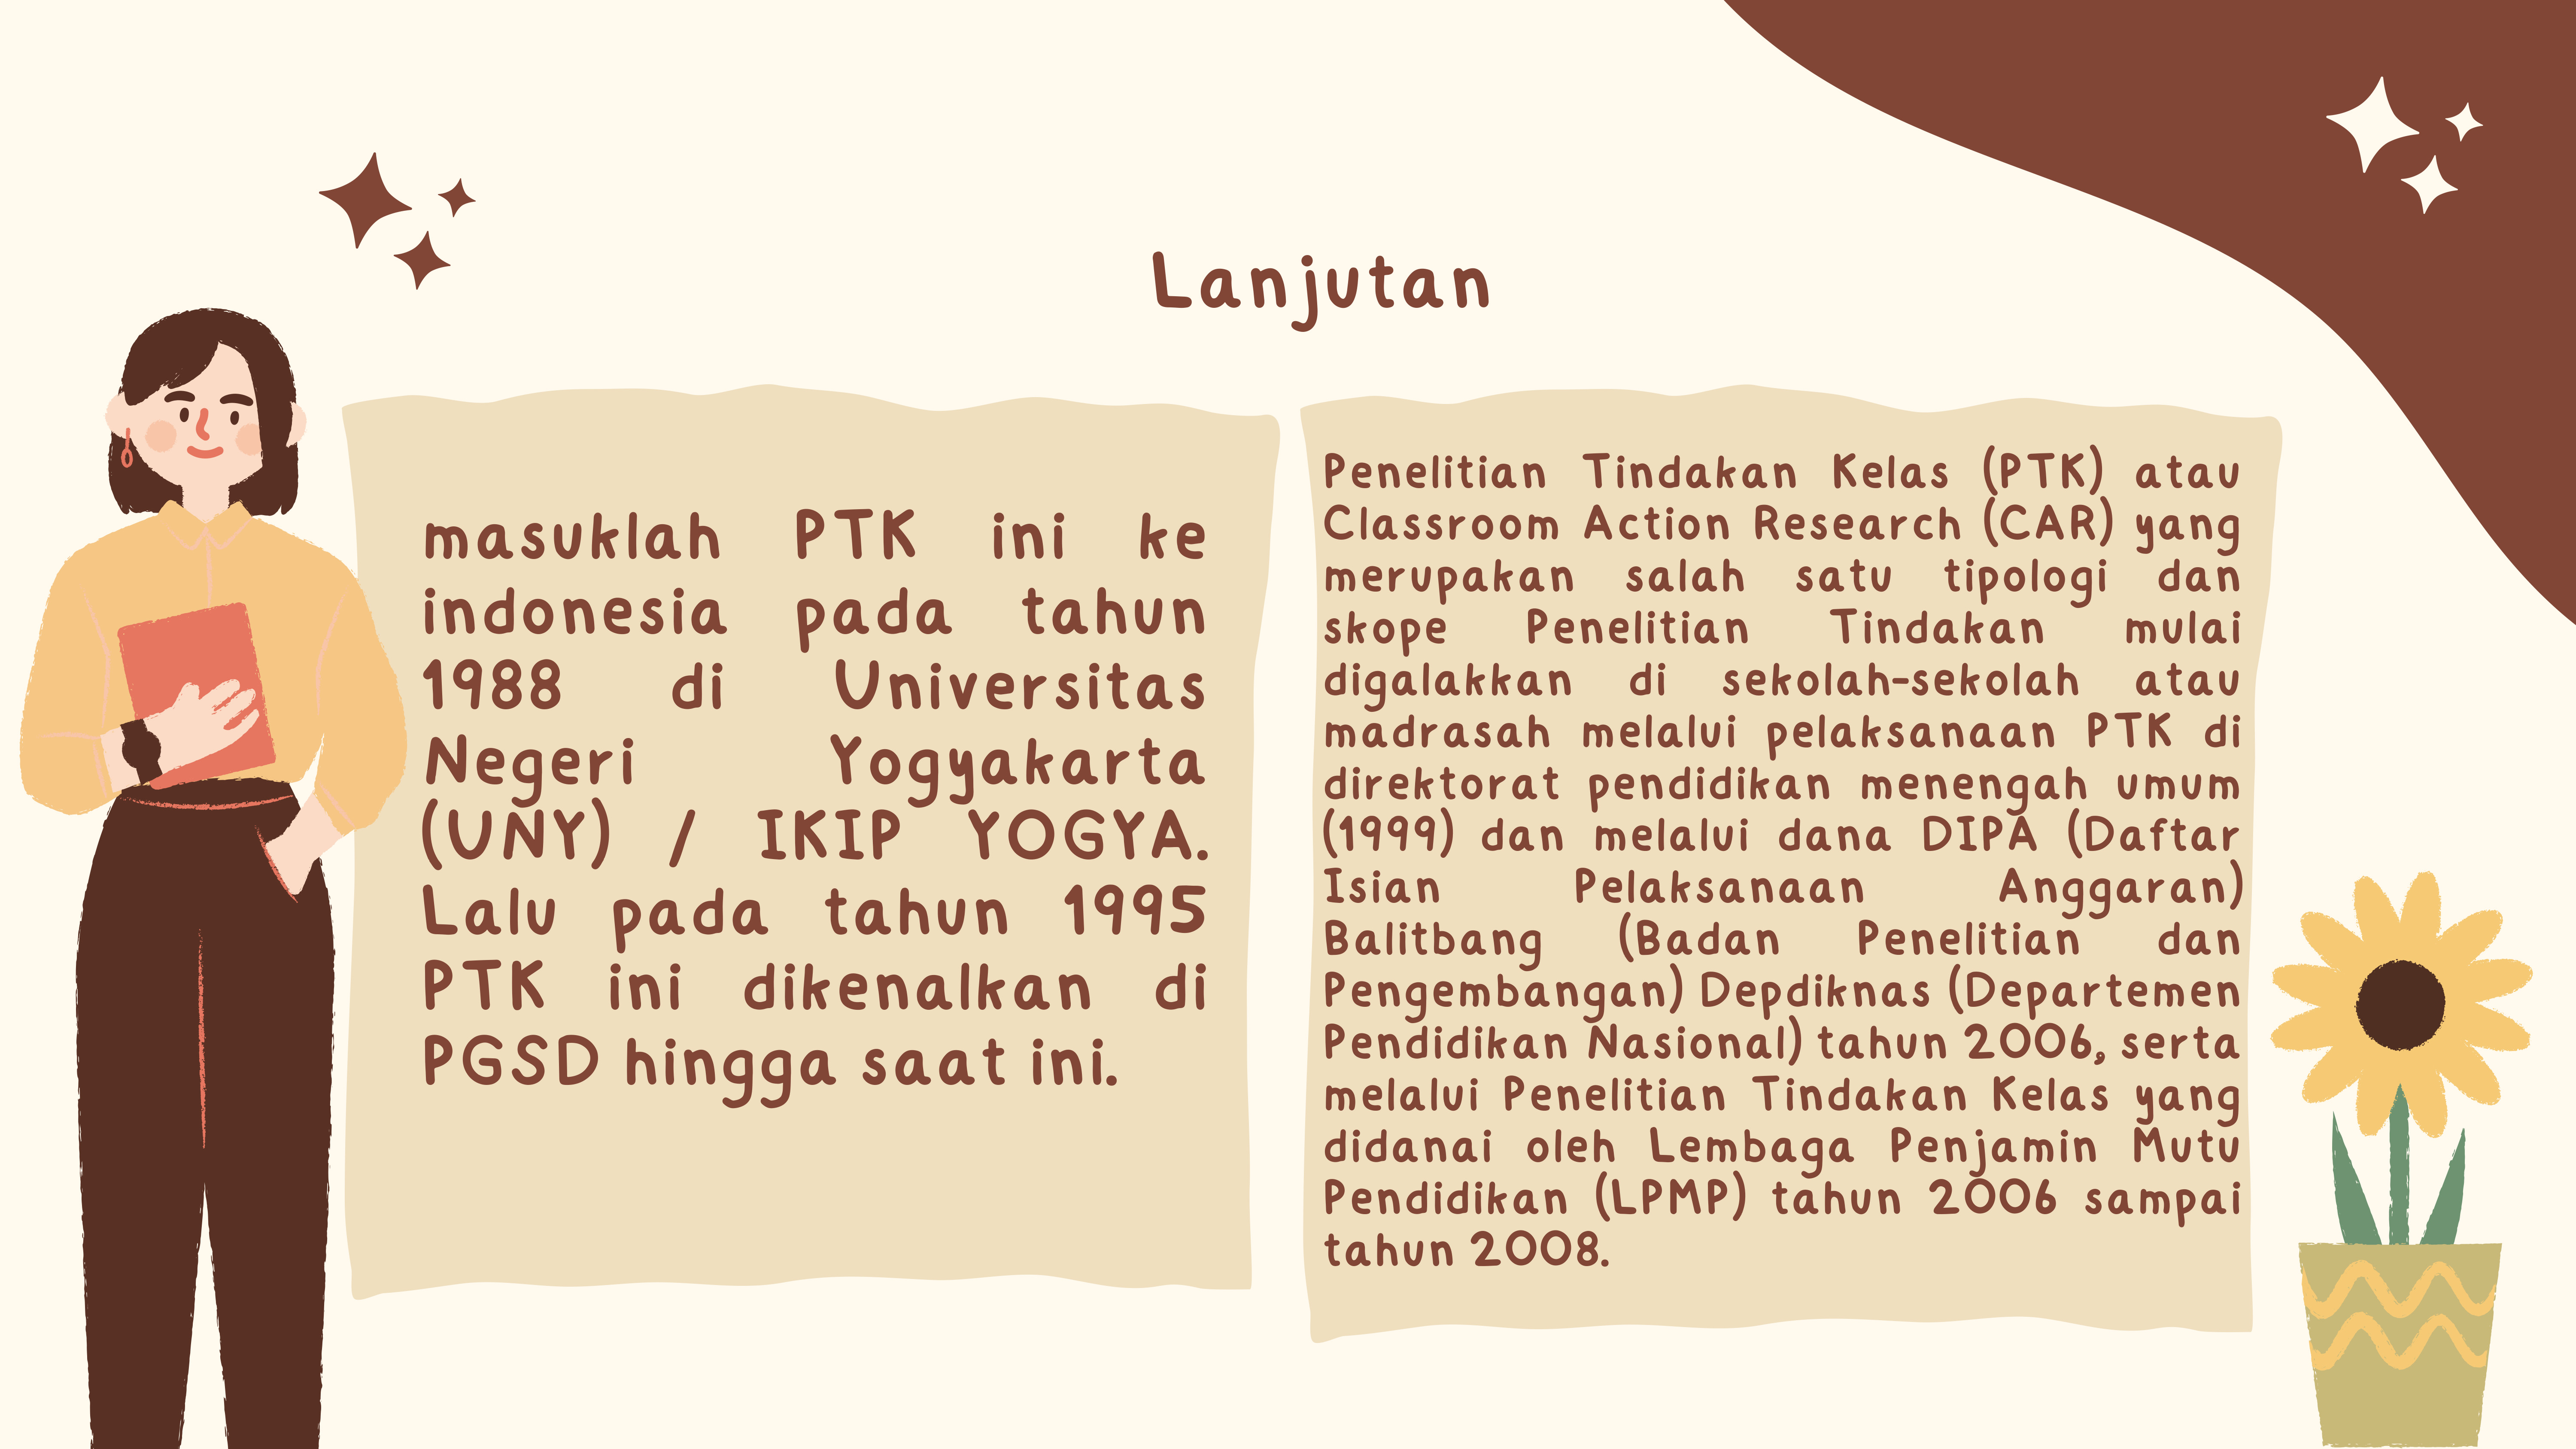 Lanjutan
masuklah PTK ini ke
indonesia pada tahun
1988 di Universitas
Negeri Yogyakarta
(UNY) / IKIP YOGYA.
Lalu pada tahun 1995
PTK ini dikenalkan di
PGSD hingga saat ini.
Penelitian Tindakan Kelas (PTK) atau
Classroom Action Research (CAR) yang
merupakan salah satu tipologi dan
skope Penelitian Tindakan mulai
digalakkan di sekolah-sekolah atau
madrasah melalui pelaksanaan PTK di
direktorat pendidikan menengah umum
(1999) dan melalui dana DIPA (Daftar
Isian Pelaksanaan Anggaran)
Balitbang (Badan Penelitian dan
Pengembangan) Depdiknas (Departemen
Pendidikan Nasional) tahun 2006, serta
melalui Penelitian Tindakan Kelas yang
didanai oleh Lembaga Penjamin Mutu
Pendidikan (LPMP) tahun 2006 sampai
tahun 2008.